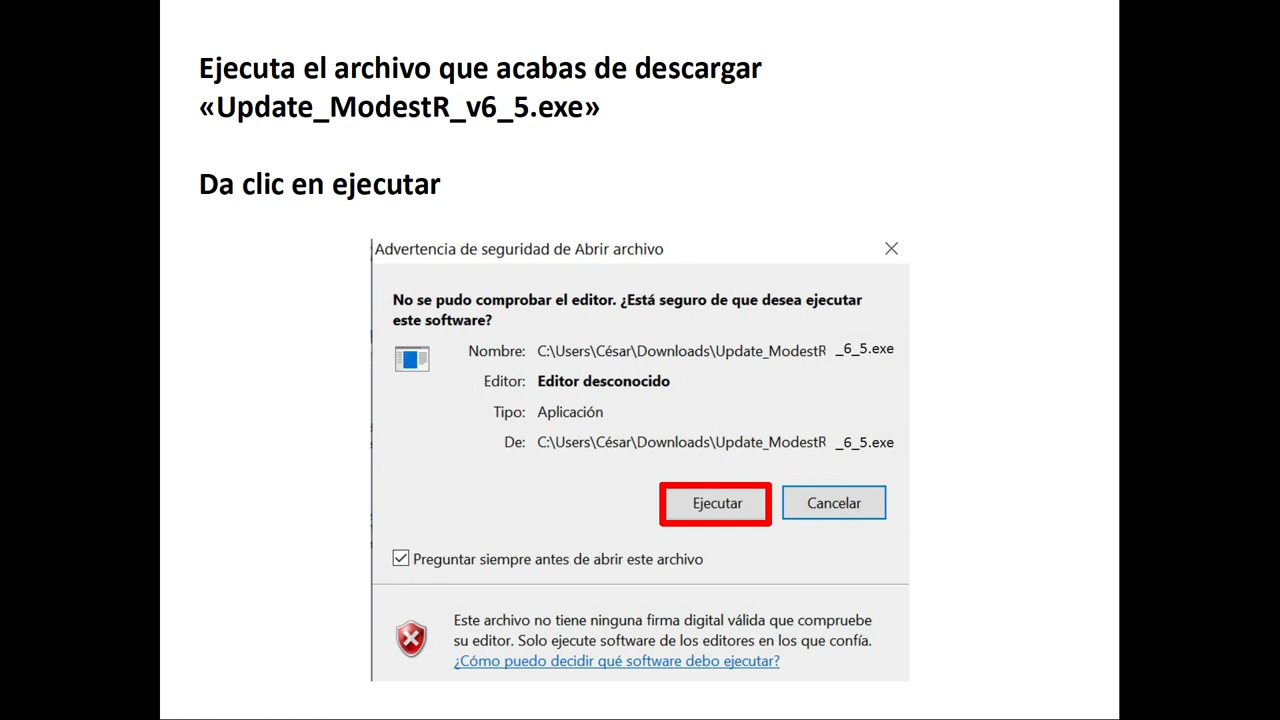 Ejecuta el archivo que acabas de descargar
«Update_ModestR_v6_5.exe»
Da clic en ejecutar
Advertencia de seguridad de Abrir archivo
No se pudo comprobar el editor. ¿Está seguro de que desea ejecutar
este software?
Nombre: C:\Users\César\Downloads\Update_ModestR _6_5.exe
Editor: Editor desconocido
Tipo: Aplicación
De: C:\Users\César\Downloads\Update_ModestR _6_5.exe
Ejecutar Cancelar
Preguntar siempre antes de abrir este archivo
Este archivo no tiene ninguna firma digital válida que compruebe
su editor. Solo ejecute software de los editores en los que confía.
¿Cómo puedo decidir qué software debo ejecutar?